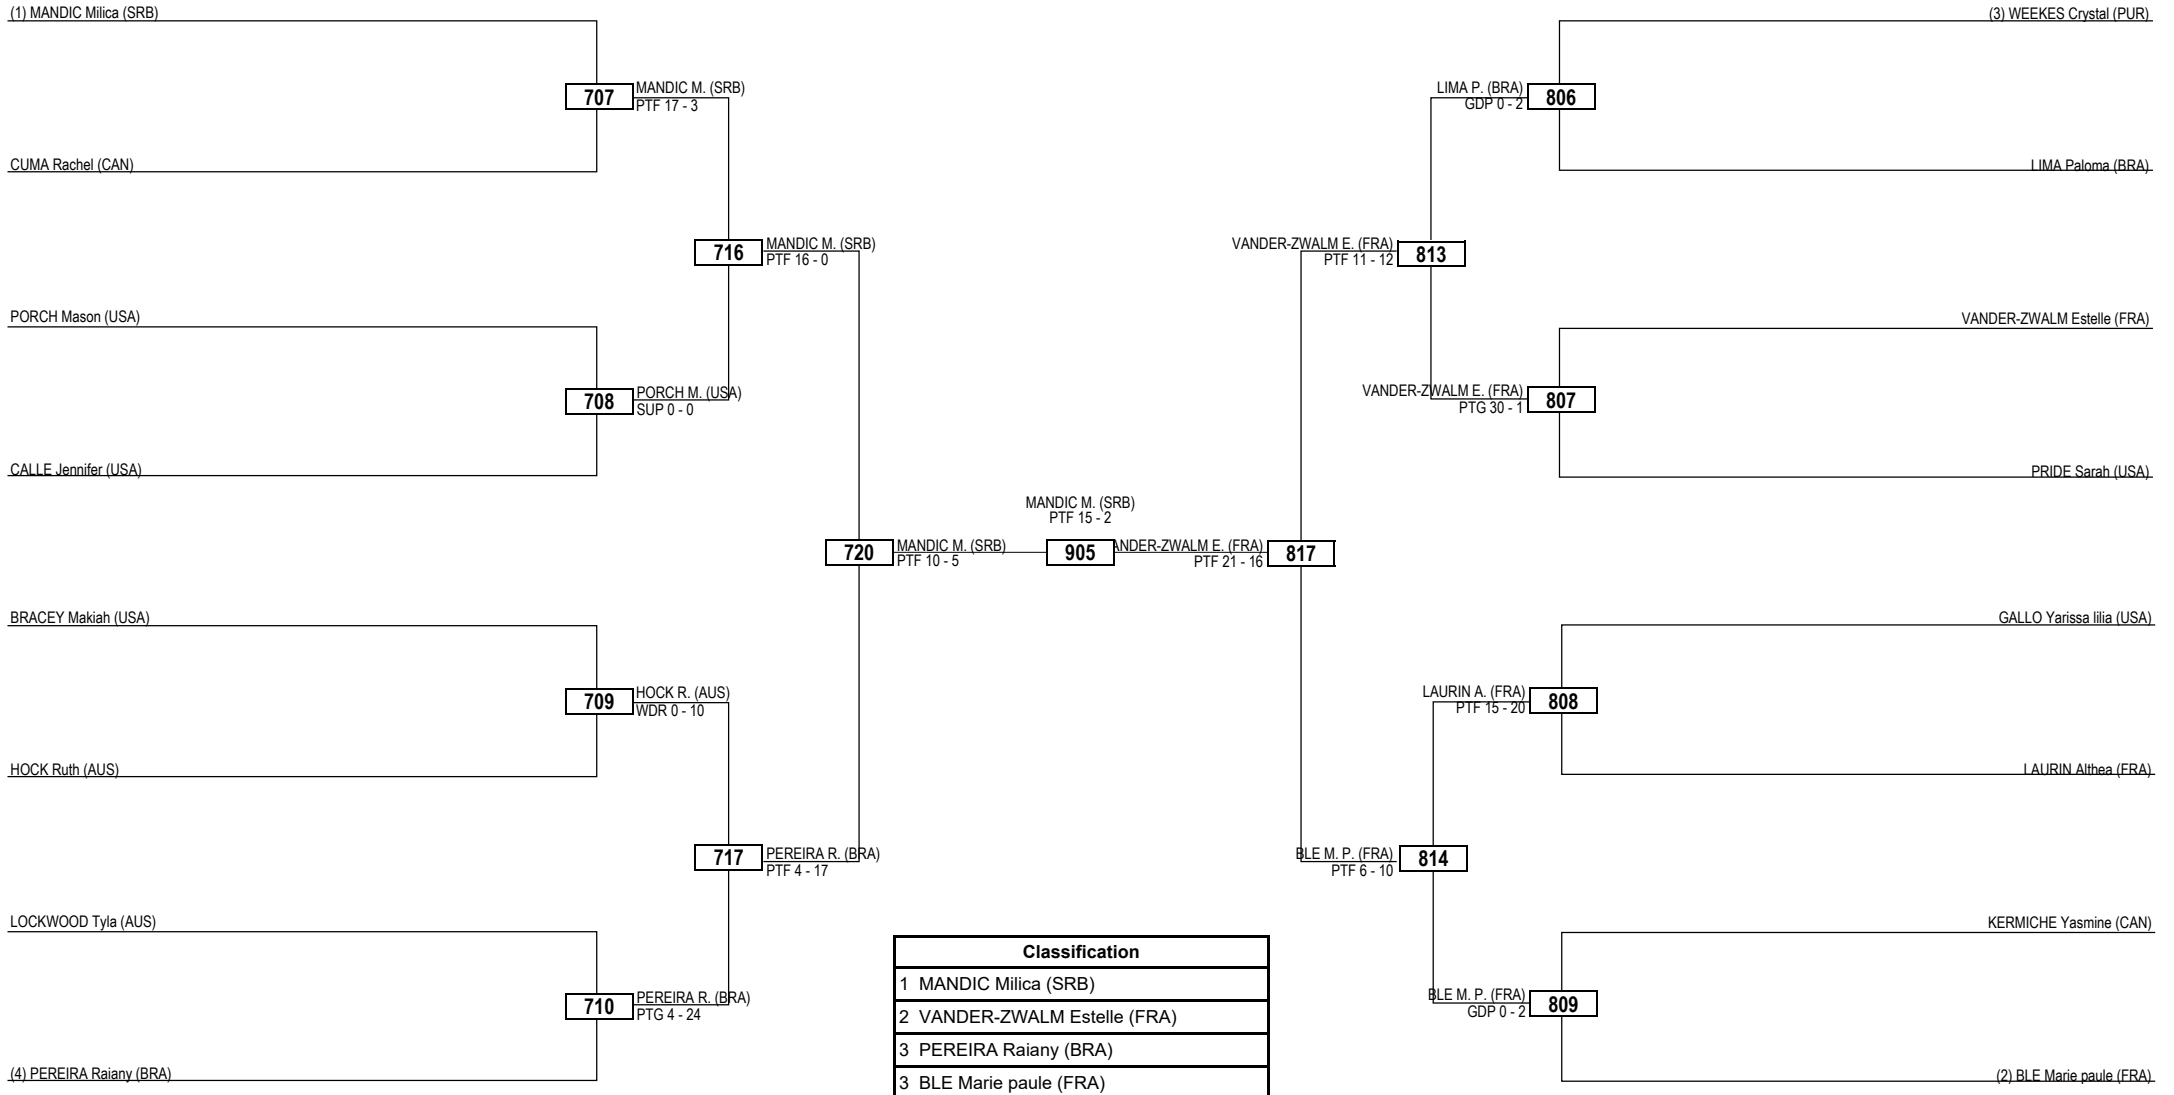 (1) MANDIC Milica (SRB)
(3) WEEKES Crystal (PUR)
707
MANDIC M. (SRB)
PTF 17 - 3
LIMA P. (BRA)
GDP 0 - 2
806
CUMA Rachel (CAN)
LIMA Paloma (BRA)
716
MANDIC M. (SRB)
PTF 16 - 0
VANDER-ZWALM E. (FRA)
PTF 11 - 12
813
PORCH Mason (USA)
VANDER-ZWALM Estelle (FRA)
708
PORCH M. (USA)
SUP 0 - 0
VANDER-ZWALM E. (FRA)
PTG 30 - 1
807
CALLE Jennifer (USA)
PRIDE Sarah (USA)
MANDIC M. (SRB)
PTF 15 - 2
720
MANDIC M. (SRB)
PTF 10 - 5
905
ANDER-ZWALM E. (FRA)
PTF 21 - 16
817
BRACEY Makiah (USA)
GALLO Yarissa lilia (USA)
709
HOCK R. (AUS)
WDR 0 - 10
LAURIN A. (FRA)
PTF 15 - 20
808
HOCK Ruth (AUS)
LAURIN Althea (FRA)
717
PEREIRA R. (BRA)
PTF 4 - 17
BLE M. P. (FRA)
PTF 6 - 10
814
LOCKWOOD Tyla (AUS)
KERMICHE Yasmine (CAN)
710
PEREIRA R. (BRA)
PTG 4 - 24
BLE M. P. (FRA)
GDP 0 - 2
809
(4) PEREIRA Raiany (BRA)
(2) BLE Marie paule (FRA)
Classification
1 MANDIC Milica (SRB)
2 VANDER-ZWALM Estelle (FRA)
3 PEREIRA Raiany (BRA)
3 BLE Marie paule (FRA)